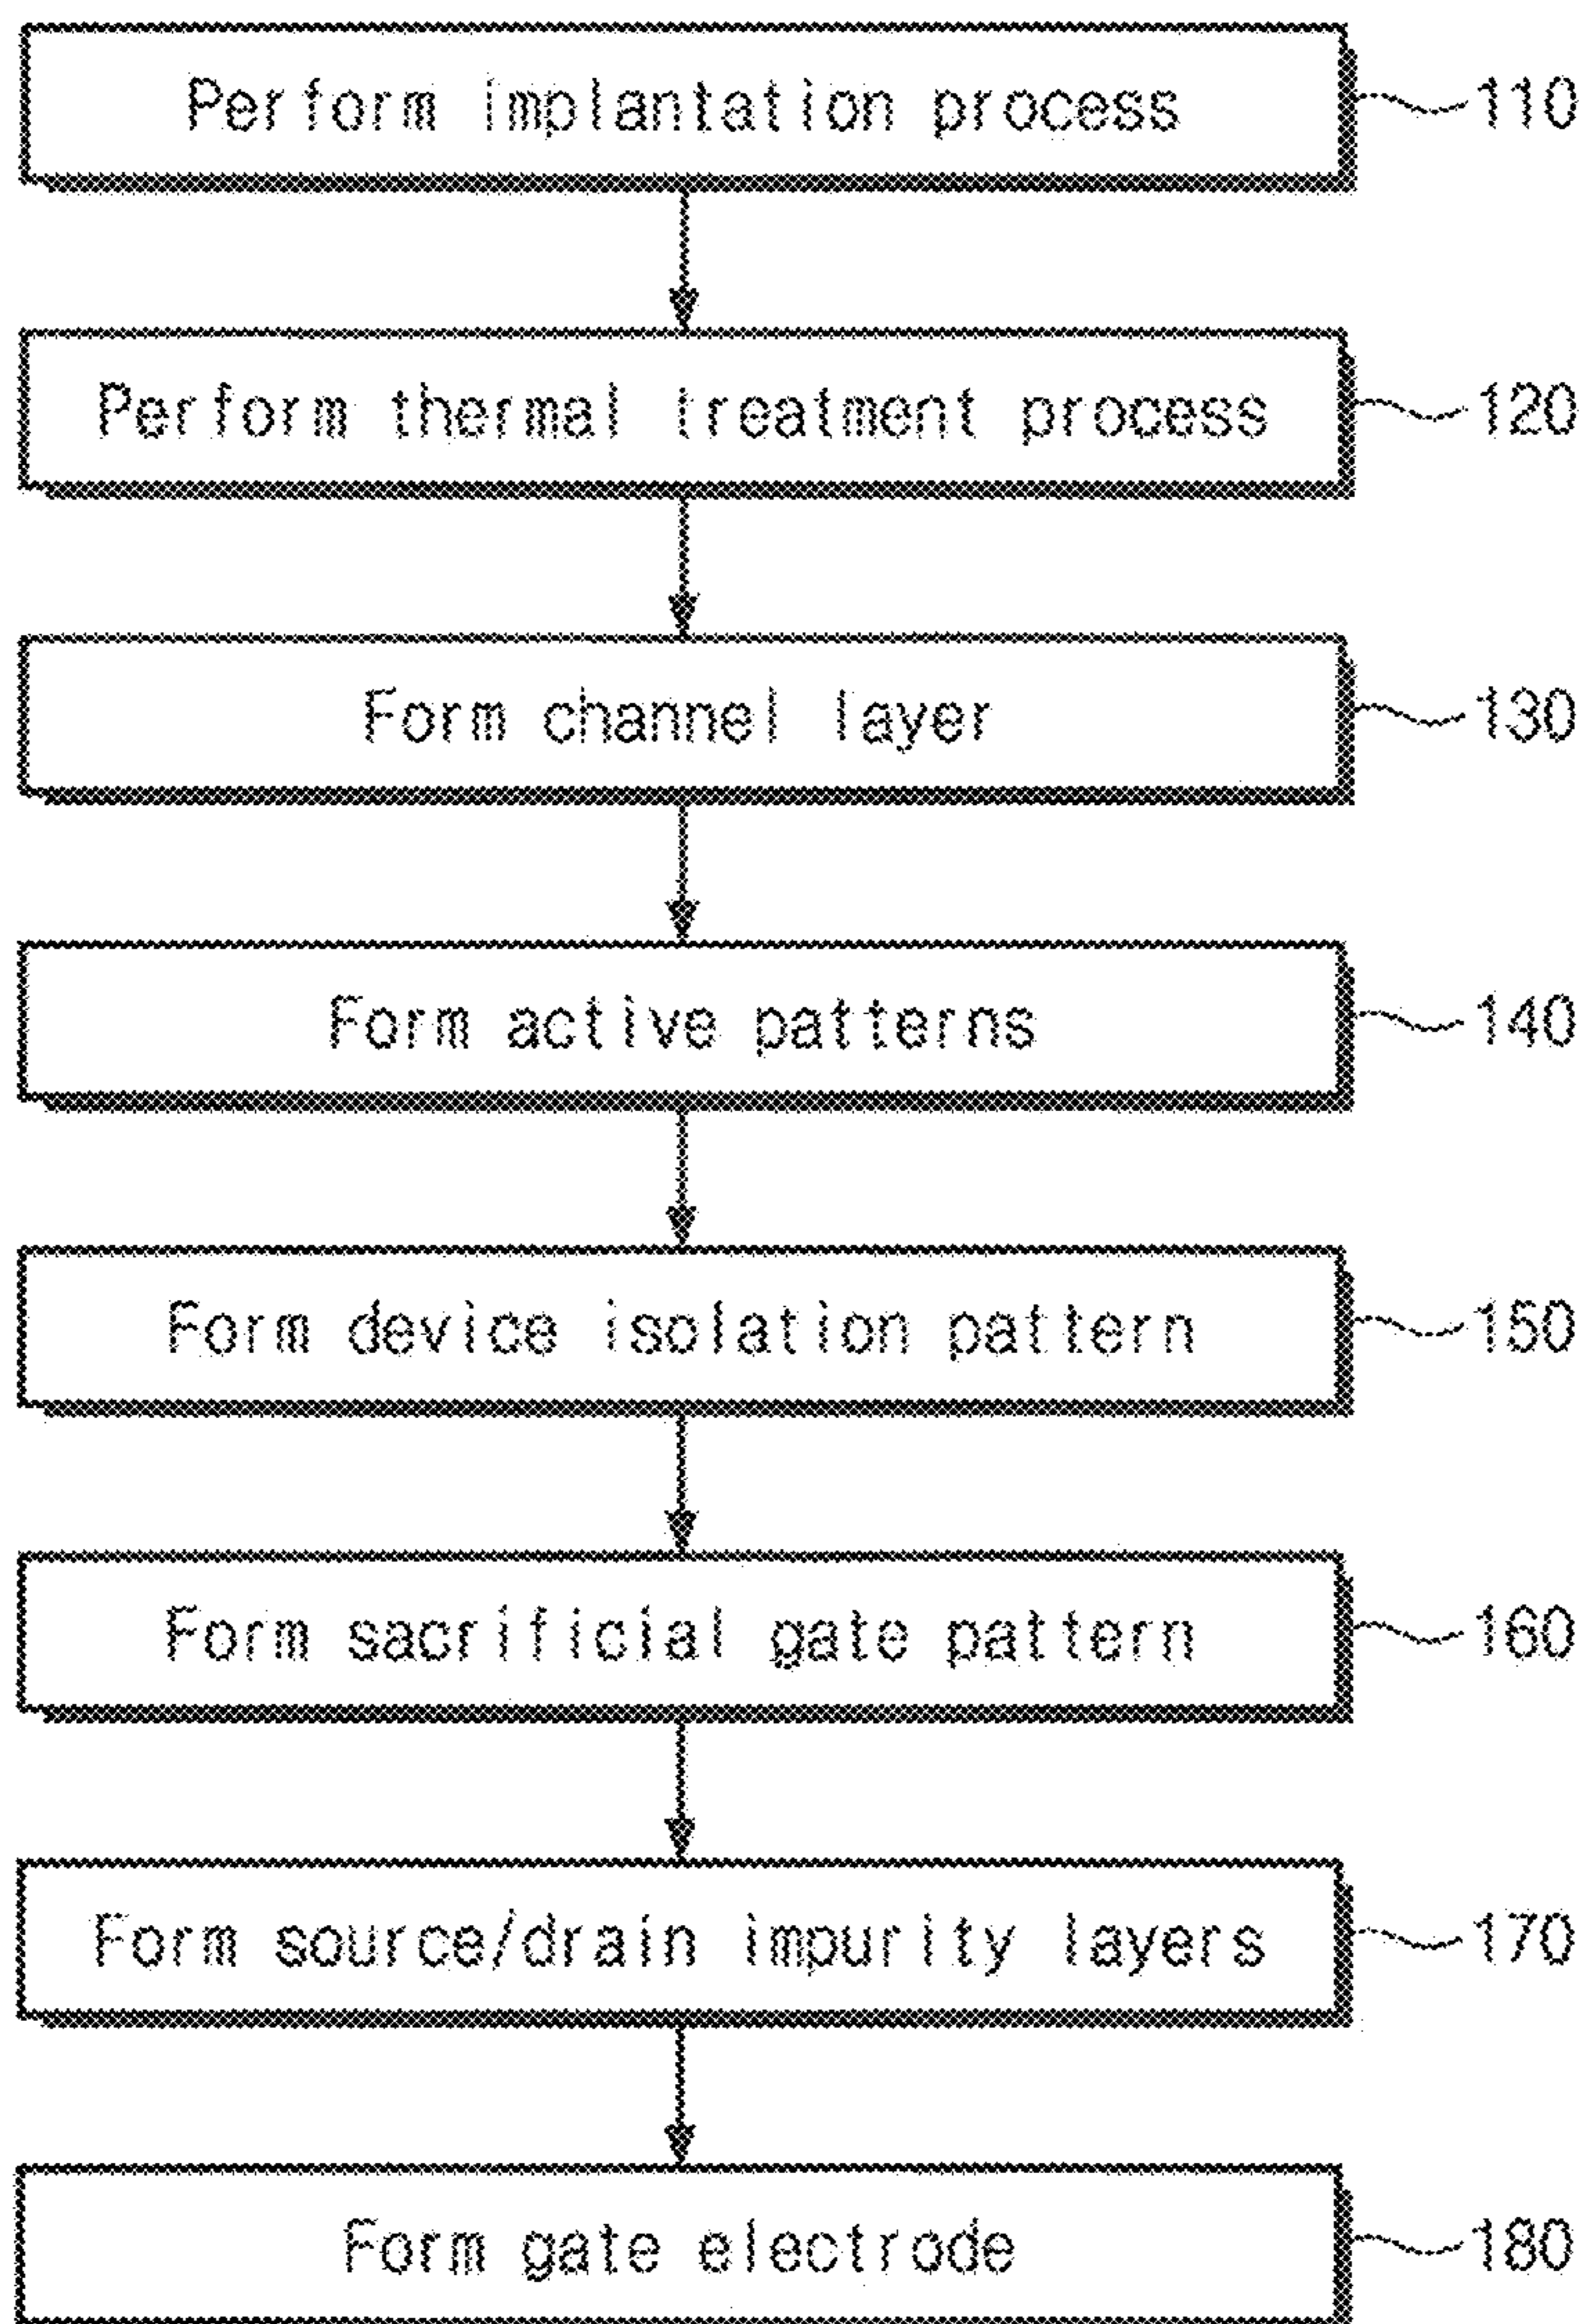 Perform implantation process 110
Perform thermal treatment process 120
Form channel layer 130
Form active patterns 140
Form device isolation pattern 150
Form sacrificial gate pattern 160
Form source/drain impurity layers 170
Form gate electrode 180